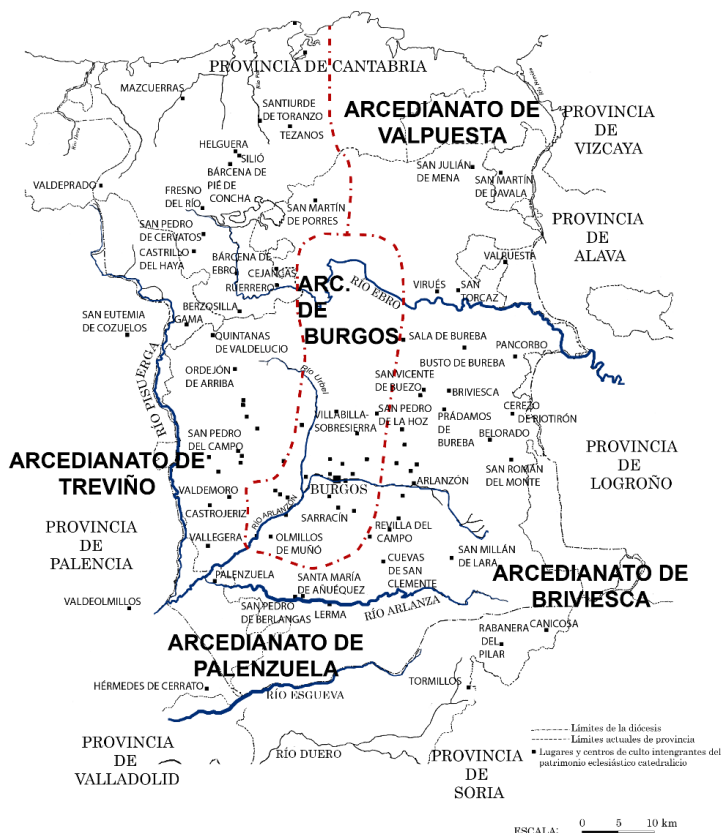 PROVINCIA DE CANTABRIA
MAZCUERRAS
SANTIURDE
DE TORANZO
TEZANOS
ARCEDIANATO DE
VALPUESTA
PROVINCIA
DE
VIZCAYA
HELGUERA
SILIÓ
BÁRCENA DE
PIÉ DE
CONCHA
SAN JULIÁN
DE MENA
SAN MARTÍN
DE DAVALA
VALDEPRADO
FRESNO
DEL RÍO
SAN MARTÍN
DE PORRES
PROVINCIA
DE
ALAVA
SAN PEDRO
DE CERVATOS
CASTRILLO
DEL HAYA
BÁRCENA DE
EBRO
CEJANCAS
RUERRERO
VALPUESTA
ARC.
DE
BURGOS
RÍO EBRO
VIRUÉS
SAN
TORCAZ
BERZOSILLA
GAMA
SAN EUTEMIA
DE COZUELOS
QUINTANAS
DE VALDELUCIO
SALA DE BUREBA
PANCORBO
BUSTO DE BUREBA
RÍO PISUERGA
ORDEJÓN
DE ARRIBA
Río Urbel
SAN VICENTE
DE BUEZO
BRIVIESCA
VILLABILLA-
SOBRESIERRA
SAN PEDRO
DE LA HOZ
PRÁDAMOS
DE
BUREBA
CEREZO
DE RIOTIRÓN
BELORADO
SAN PEDRO
DEL CAMPO
PROVINCIA
DE
LOGROÑO
ARCEDIANATO DE
TREVIÑO
SAN ROMAN
DEL MONTE
VALDEMORO
BURGOS
ARLANZÓN
CASTROJERIZ
RÍO ARLANZÓN
SARRACÍN
REVILLA DEL
CAMPO
PROVINCIA
DE
PALENCIA
VALLEGERA
OLMILLOS
DE MUÑÓ
CUEVAS
DE SAN
CLEMENTE
SAN MILLÁN
DE LARA
ARCEDIANATO DE
BRIVIESCA
PALENZUELA
SANTA MARÍA
DE AÑUÉQUEZ
VALDEOLMILLOS
SAN PEDRO
DE BERLANGAS
LERMA
RÍO ARLANZA
RABANERA
DEL
PILAR
CANICOSA
ARCEDIANATO DE
PALENZUELA
HÉRMEDES DE CERRATO
RÍO ESGUEVA
TORMILLOS
PROVINCIA
DE
VALLADOLID
RÍO DUERO
PROVINCIA
DE
SORIA
Límites de la diócesis
Límites actuales de provincia
Lugares y centros de culto intengrantes del
patrimonio eclesiástico catedralicio
0 5 10 km
ESCALA: